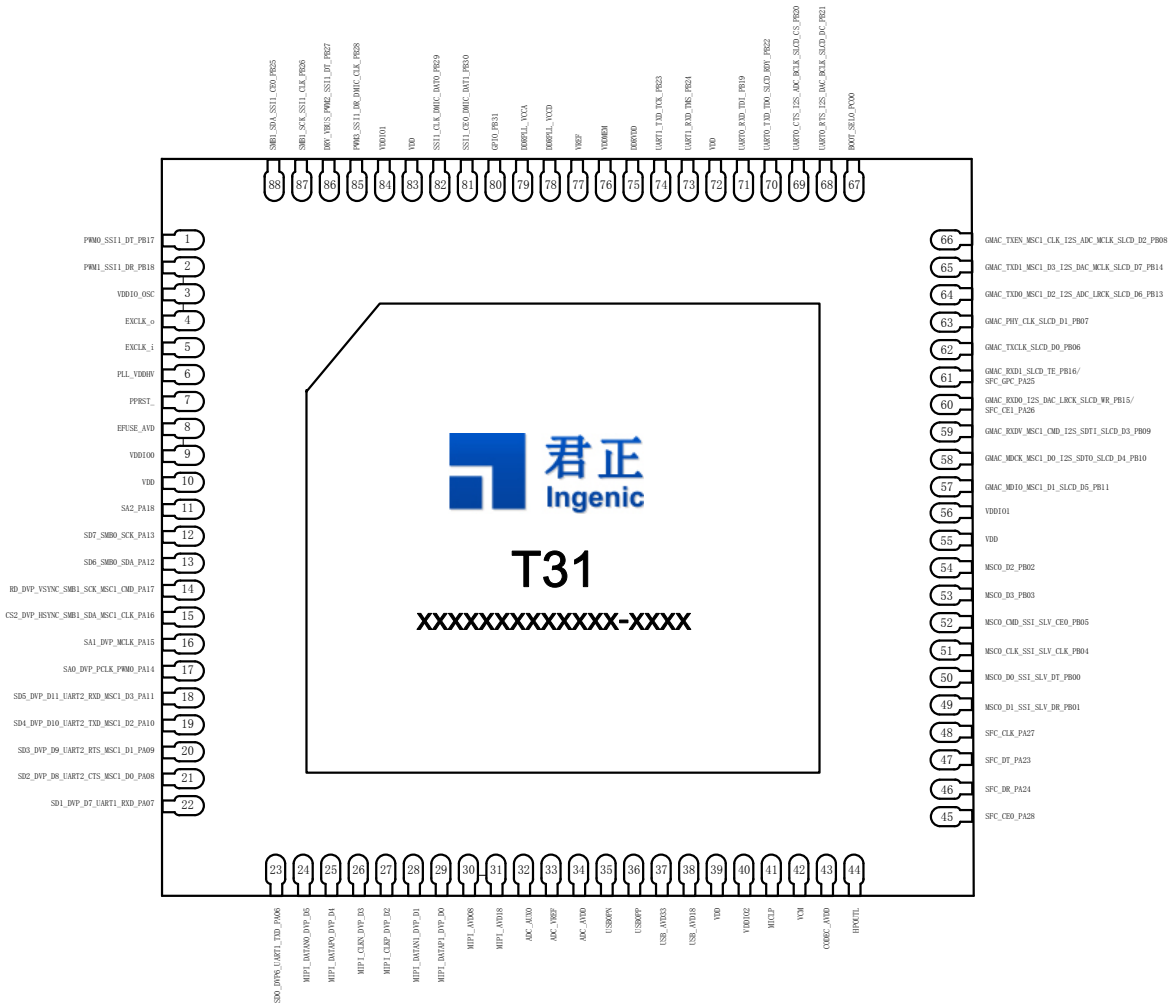 SMB1_SDA_SSI1_CE0_PB25
SMB1_SCK_SSI1_CLK_PB26
DRV_VBUS_PWM2_SSI1_DT_PB27
PWM3_SSI1_DR_DMIC_CLK_PB28
VDDIO1
VDD
SSI1_CLK_DMIC_DAT0_PB29
SSI1_CE0_DMIC_DAT1_PB30
GPIO_PB31
DDRPLL_VCCA
DDRPLL_VCCD
VREF
VDDMEM
DDRVDD
UART1_TXD_TCK_PB23
UART1_RXD_TMS_PB24
VDD
UART0_RXD_TDI_PB19
UART0_TXD_TDO_SLCD_RDY_PB22
UART0_CTS_I2S_ADC_BCLK_SLCD_CS_PB20
UART0_RTS_I2S_DAC_BCLK_SLCD_DC_PB21
BOOT_SEL0_PC00
88 87 86 85 84 83 82 81 80 79 78 77 76 75 74 73 72 71 70 69 68 67
PWM0_SSI1_DT_PB17 1
PWM1_SSI1_DR_PB18 2
VDDIO_OSC 3
EXCLK_o 4
EXCLK_i 5
PLL_VDDHV 6
PPRST_ 7
EFUSE_AVD 8
VDDIO0 9
VDD 10
SA2_PA18 11
SD7_SMB0_SCK_PA13 12
SD6_SMB0_SDA_PA12 13
RD_DVP_VSYNC_SMB1_SCK_MSC1_CMD_PA17 14
CS2_DVP_HSYNC_SMB1_SDA_MSC1_CLK_PA16 15
SA1_DVP_MCLK_PA15 16
SA0_DVP_PCLK_PWM0_PA14 17
SD5_DVP_D11_UART2_RXD_MSC1_D3_PA11 18
SD4_DVP_D10_UART2_TXD_MSC1_D2_PA10 19
SD3_DVP_D9_UART2_RTS_MSC1_D1_PA09 20
SD2_DVP_D8_UART2_CTS_MSC1_D0_PA08 21
SD1_DVP_D7_UART1_RXD_PA07 22
君正
Ingenic
T31
XXXXXXXXXXXXX-XXXX
66 GMAC_TXEN_MSC1_CLK_I2S_ADC_MCLK_SLCD_D2_PB08
65 GMAC_TXD1_MSC1_D3_I2S_DAC_MCLK_SLCD_D7_PB14
64 GMAC_TXD0_MSC1_D2_I2S_ADC_LRCK_SLCD_D6_PB13
63 GMAC_PHY_CLK_SLCD_D1_PB07
62 GMAC_TXCLK_SLCD_D0_PB06
61 GMAC_RXD1_SLCD_TE_PB16/
SFC_GPC_PA25
60 GMAC_RXD0_I2S_DAC_LRCK_SLCD_WR_PB15/
SFC_CE1_PA26
59 GMAC_RXDV_MSC1_CMD_I2S_SDTI_SLCD_D3_PB09
58 GMAC_MDCK_MSC1_D0_I2S_SDTO_SLCD_D4_PB10
57 GMAC_MDIO_MSC1_D1_SLCD_D5_PB11
56 VDDIO1
55 VDD
54 MSC0_D2_PB02
53 MSC0_D3_PB03
52 MSC0_CMD_SSI_SLV_CE0_PB05
51 MSC0_CLK_SSI_SLV_CLK_PB04
50 MSC0_D0_SSI_SLV_DT_PB00
49 MSC0_D1_SSI_SLV_DR_PB01
48 SFC_CLK_PA27
47 SFC_DT_PA23
46 SFC_DR_PA24
45 SFC_CE0_PA28
23 24 25 26 27 28 29 30 31 32 33 34 35 36 37 38 39 40 41 42 43 44
SD0_DVP6_UART1_TXD_PA06
MIPI_DATAN0_DVP_D5
MIPI_DATAP0_DVP_D4
MIPI_CLKN_DVP_D3
MIPI_CLKP_DVP_D2
MIPI_DATAN1_DVP_D1
MIPI_DATAP1_DVP_D0
MIPI_AVD08
MIPI_AVD18
ADC_AUX0
ADC_VREF
ADC_AVDD
USB0PN
USB0PP
USB_AVD33
USB_AVD18
VDD
VDDIO2
MICLP
VCM
CODEC_AVDD
HPOUTL